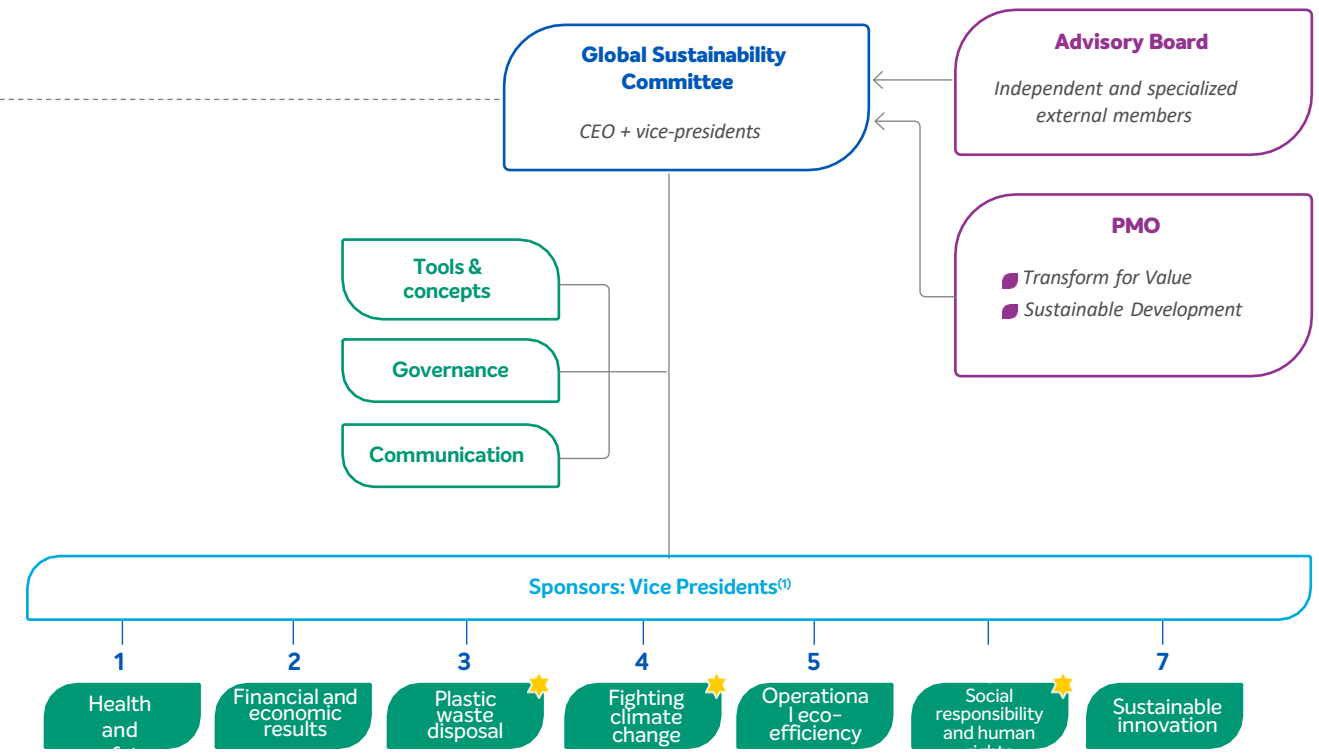 Global Sustainability
Committee
CEO + vice-presidents
Advisory Board
Independent and specialized
external members
PMO
Transform for Value
Sustainable Development
Tools &
concepts
Governance
Communication
Sponsors: Vice Presidents(1)
1
2
3
4
5
7
Health
and
Financial and
economic
results
Plastic
waste
disposal
Fighting
climate
change
Operationa
l eco-
efficiency
Social
responsibility
and human
Sustainable
innovation